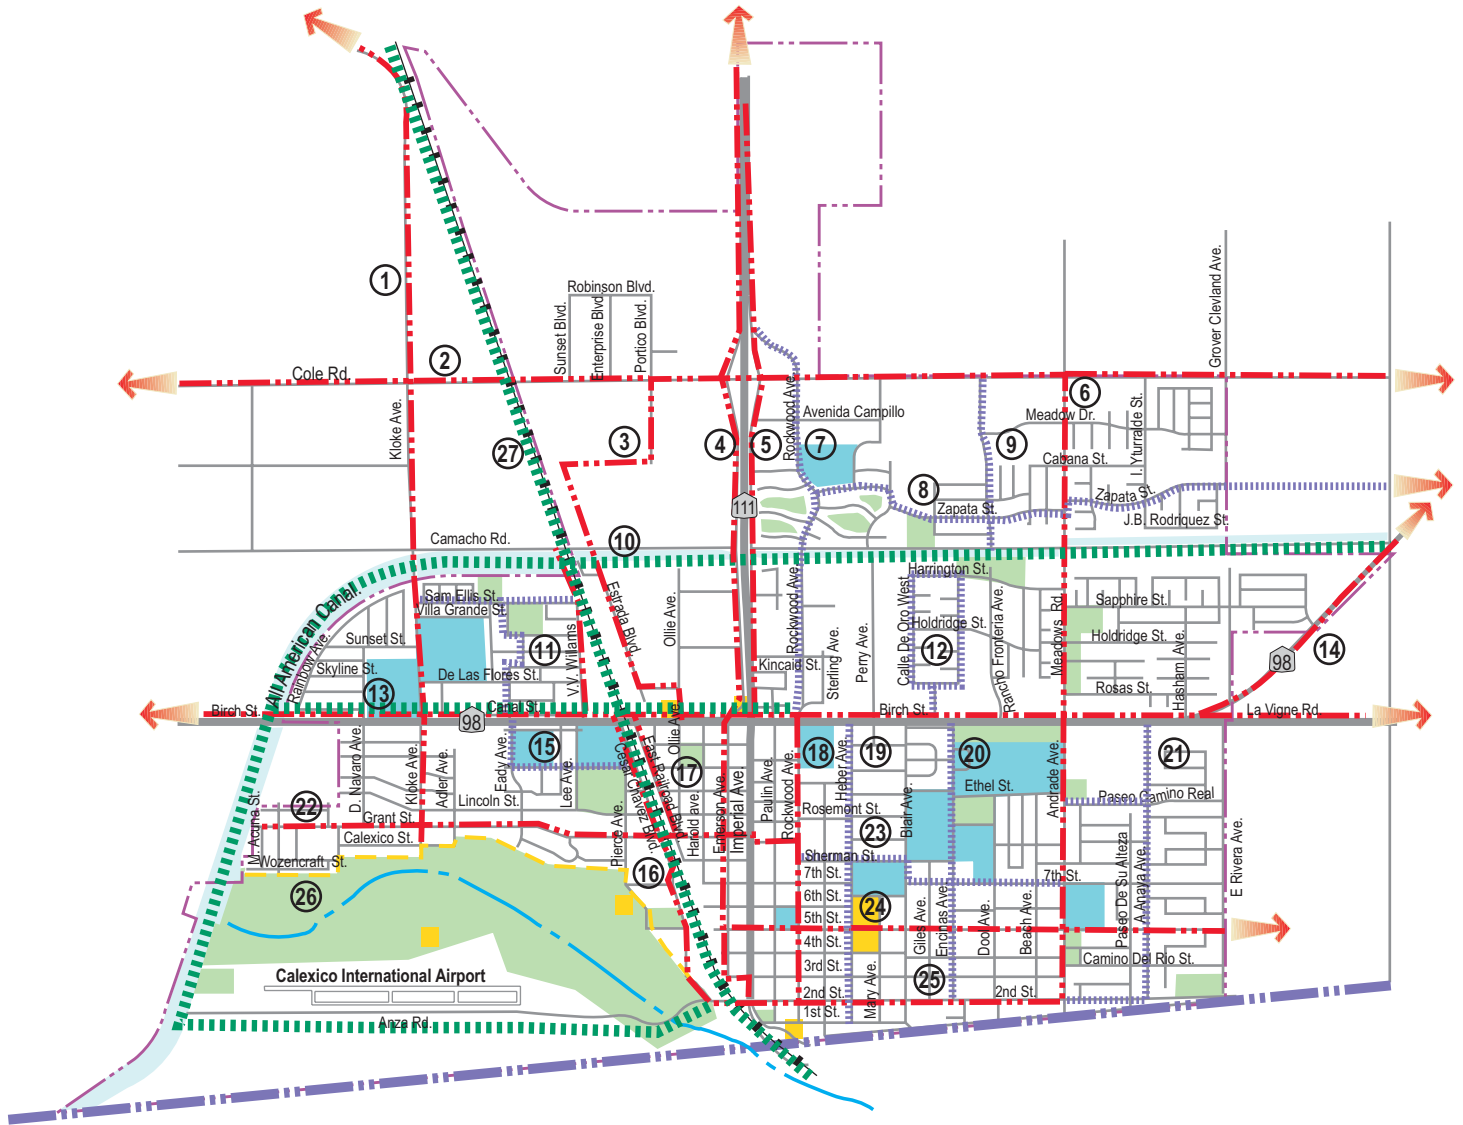 Robinson Blvd.
Sunset Blvd.
Enterprise Blvd
Portico Blvd.
Grover Clevland Ave.
1
2
Cole Rd.
Kloke Ave.
27
3
4
5
Rockwood Ave.
7
Avenida Campillo
6
Meadow Dr.
9
Cabana St.
I. Yturralde St.
8
Zapata St.
Zapata St.
J.B. Rodriquez St.
111
Camacho Rd.
10
All American Canal.
Rainbow Ave.
Sam Ellis St.
Villa Grande St.
Sunset St.
Skyline St.
13
De Las Flores St.
11
V.V. Willams
Estrada Blvd.
Ollie Ave.
Rockwood Ave.
Kincaid St.
Sterling Ave.
Perry Ave.
Calle De Oro West
Harrington St.
Holdridge St.
12
Rancho Fronteria Ave.
Meadows Rd.
Sapphire St.
Holdridge St.
Rosas St.
Hasham Ave.
98
14
Birch St.
98
Canal St.
Birch St.
La Vigne Rd.
D. Navaro Ave.
Kloke Ave.
Adler Ave.
Eady Ave.
15
Lee Ave.
Cesar Chavez Blvd.
East Railroad Blvd.
Ollie Ave.
17
Harold ave.
Emerson Ave.
Imperial Ave.
Paulin Ave.
Rockwood Ave.
18
Heber Ave.
19
20
Ethel St.
Andrade Ave.
21
Paseo Camino Real
M. Acuna St.
22
Lincoln St.
Grant St.
Calexico St.
Wozencraft St.
Pierce Ave.
16
Rosemont St.
23
Blair Ave.
Sherman St.
7th St.
7th St.
6th St.
5th St.
4th St.
3rd St.
2nd St.
1st St.
24
Mary Ave.
Giles Ave.
Encinas Ave.
Dool Ave.
Beach Ave.
Paseo De Su Alteza
A. Anaya Ave.
E Rivera Ave.
Camino Del Rio St.
25
2nd St.
26
Calexico International Airport
Anza Rd.